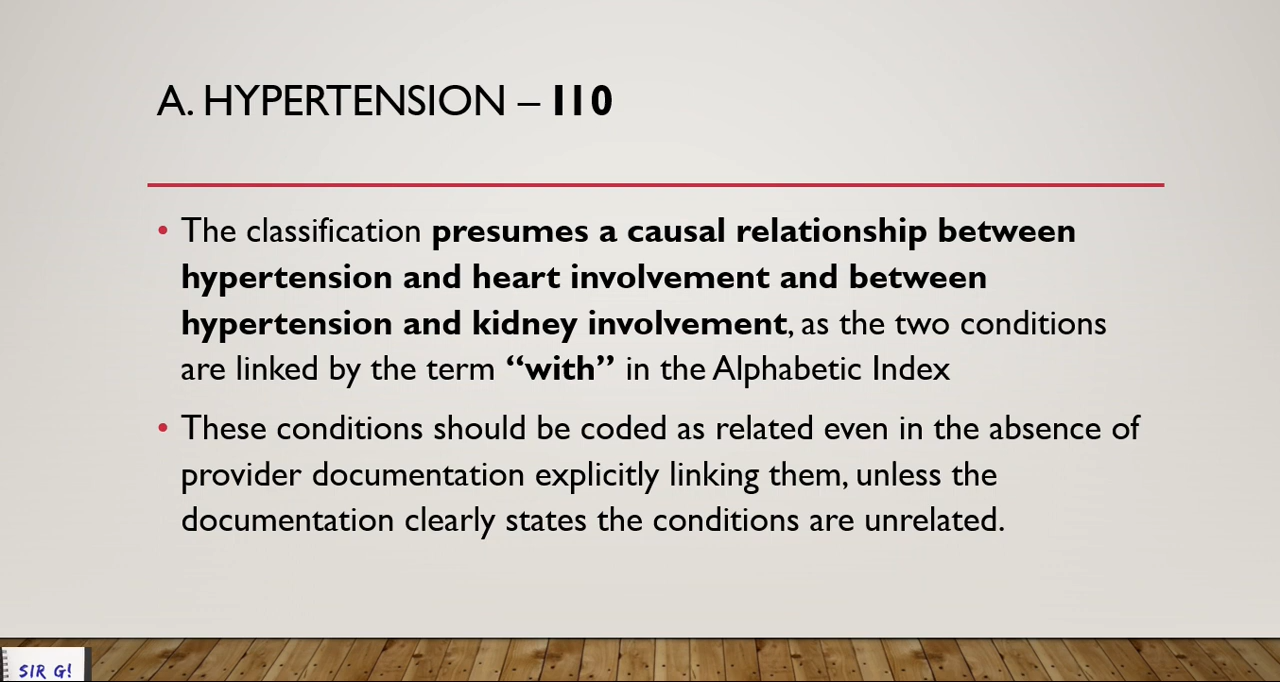 A. HYPERTENSION – I10
• The classification presumes a causal relationship between
hypertension and heart involvement and between
hypertension and kidney involvement, as the two conditions
are linked by the term “with” in the Alphabetic Index
• These conditions should be coded as related even in the absence of
provider documentation explicitly linking them, unless the
documentation clearly states the conditions are unrelated.
SIR G!